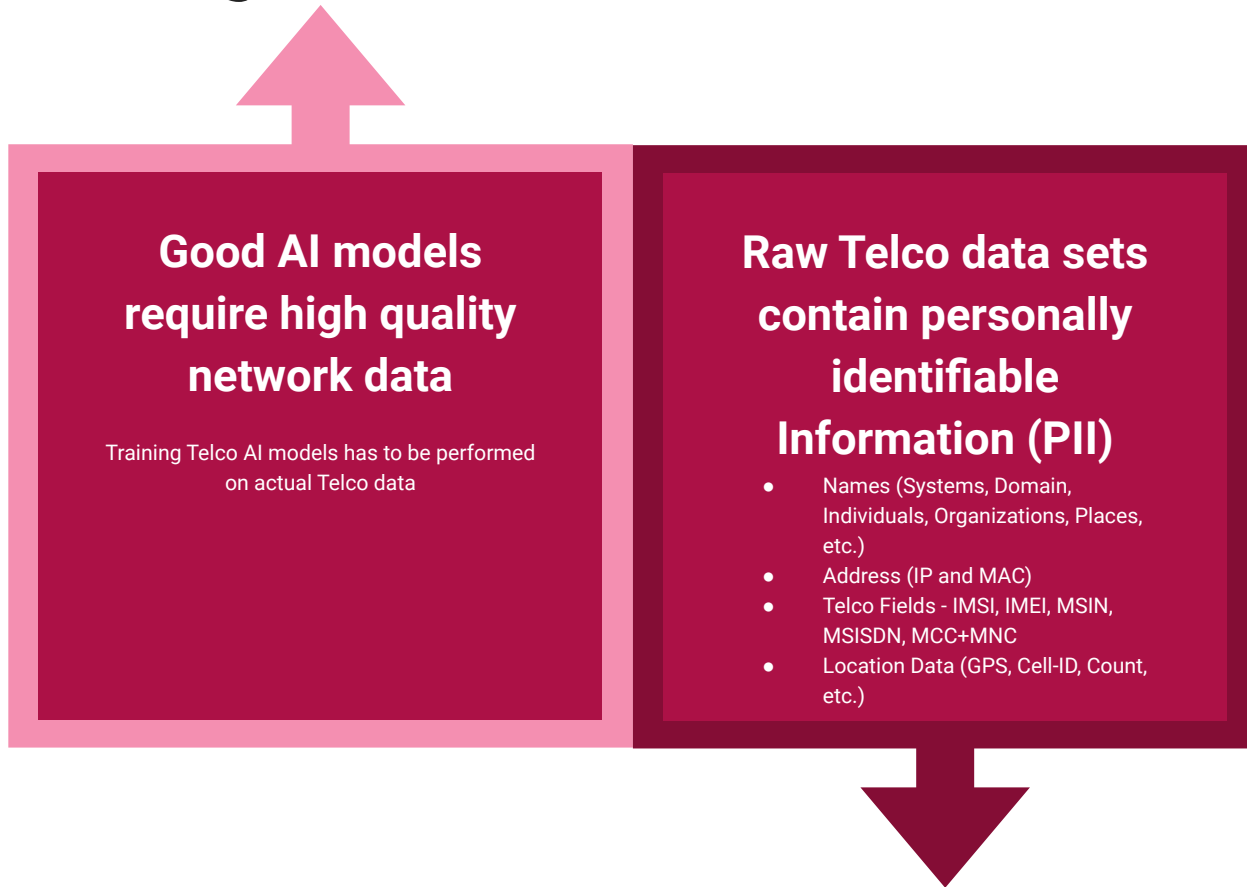 Good AI models
require high quality
network data
Training Telco AI models has to be performed
on actual Telco data
Raw Telco data sets
contain personally
identifiable
Information (PII)
● Names (Systems, Domain,
Individuals, Organizations, Places,
etc.)
● Address (IP and MAC)
● Telco Fields - IMSI, IMEI, MSIN,
MSISDN, MCC+MNC
● Location Data (GPS, Cell-ID, Count,
etc.)